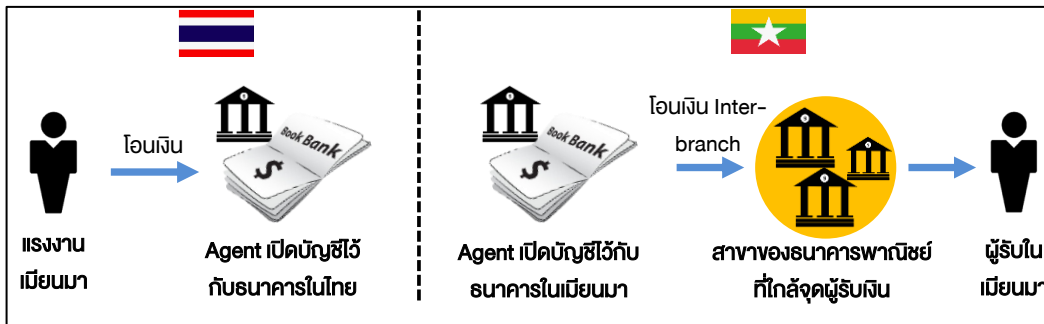 โอนเงิน
Book Bank
$
แรงงาน
เมียนมา
Agent เปิดบัญชีไว้
กับธนาคารในไทย
Book Bank
$
Agent เปิดบัญชีไว้กับ
ธนาคารในเมียนมา
โอนเงิน Inter-
branch
สาขาของธนาคารพาณิชย์
ที่ใกล้จุดผู้รับเงิน
ผู้รับใน
เมียนมา